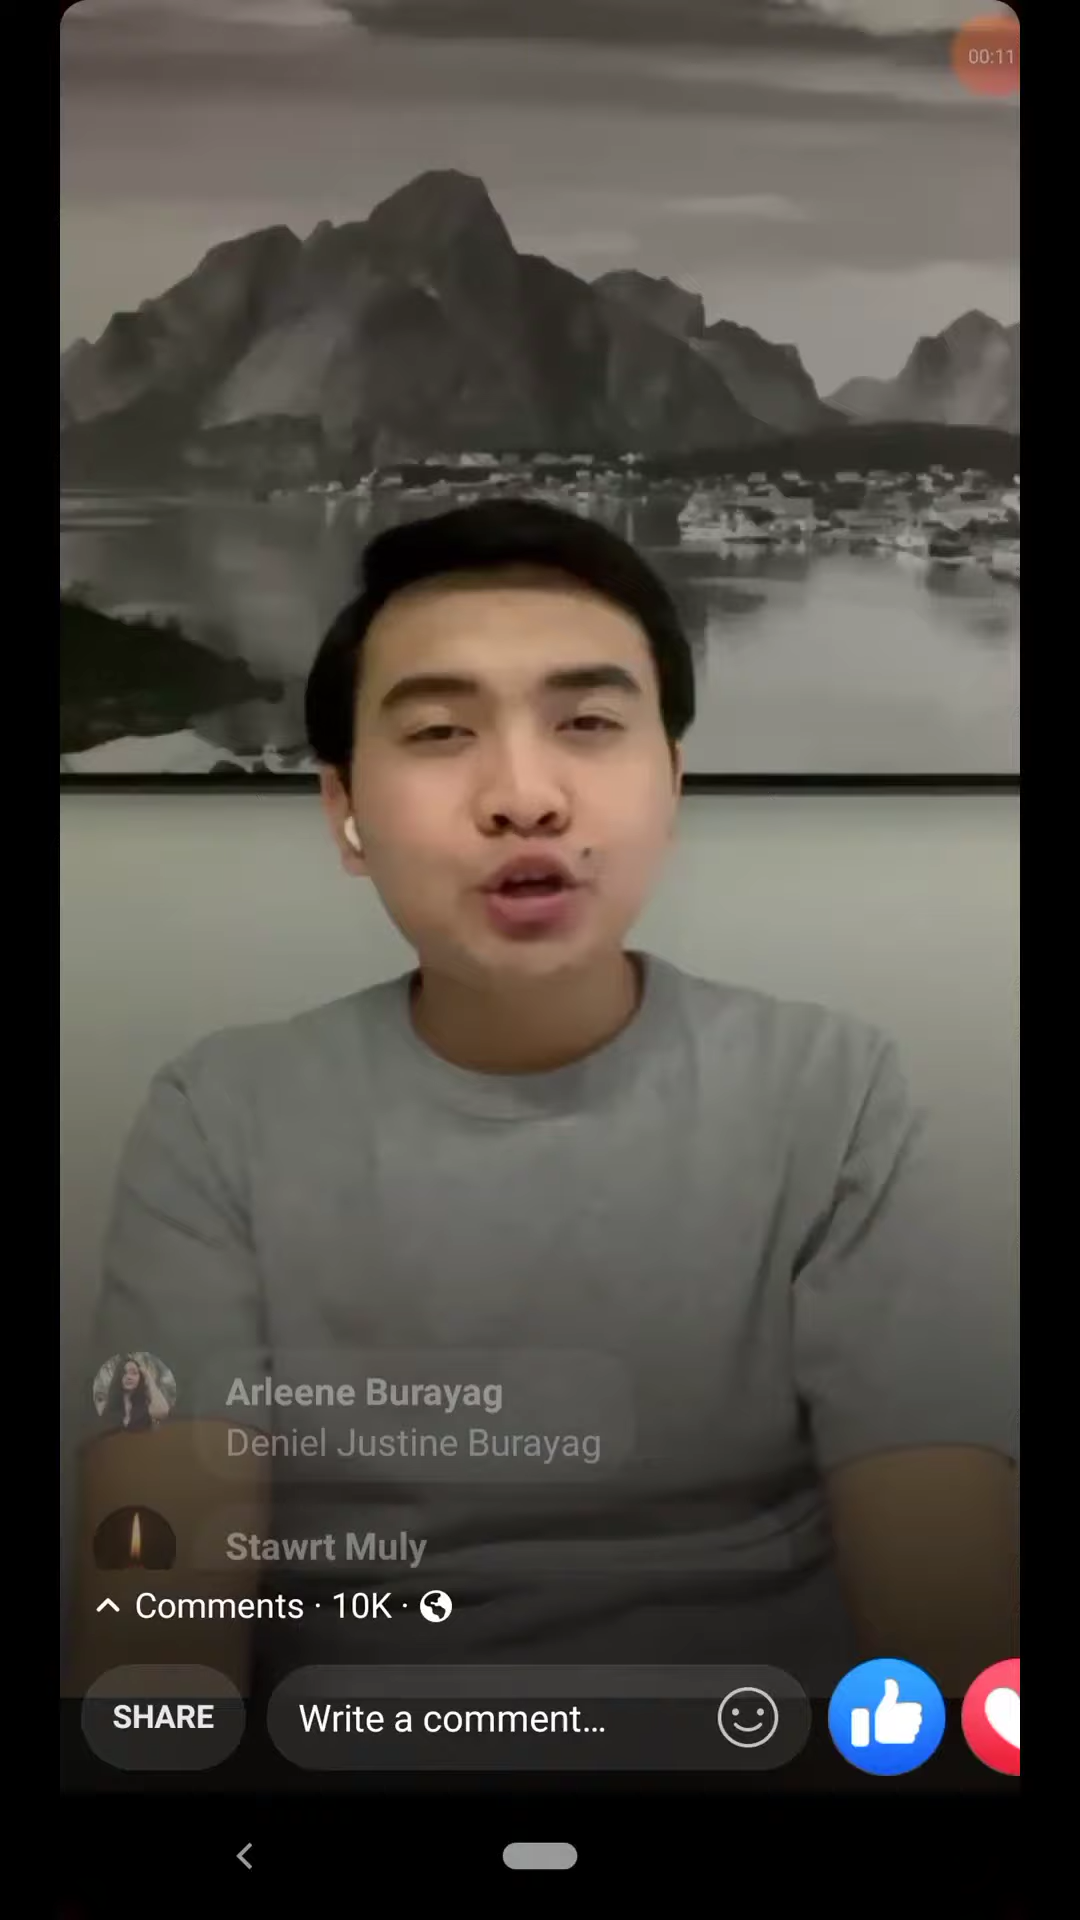 00:11
Arleene Burayag
Deniel Justine Burayag
Stawrt Muly
Comments · 10K ·
SHARE
Write a comment...